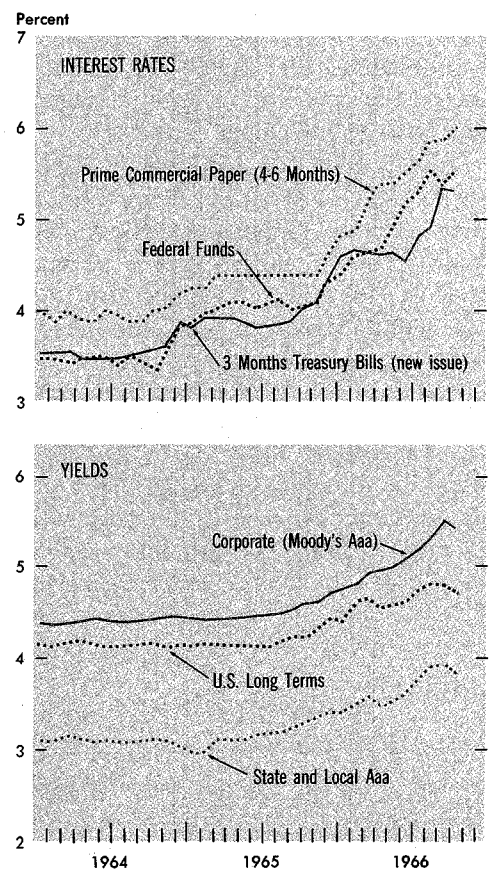 Percent
7
INTEREST RATES
6
Prime Commercial Paper (4-6 Months)
5
Federal Funds
4
3 Months Treasury Bills (new issue)
3
6
YIELDS
Corporate (Moody's Aaa)
5
4
U.S. Long Terms
3
State and Local Aaa
2
1964 1965 1966